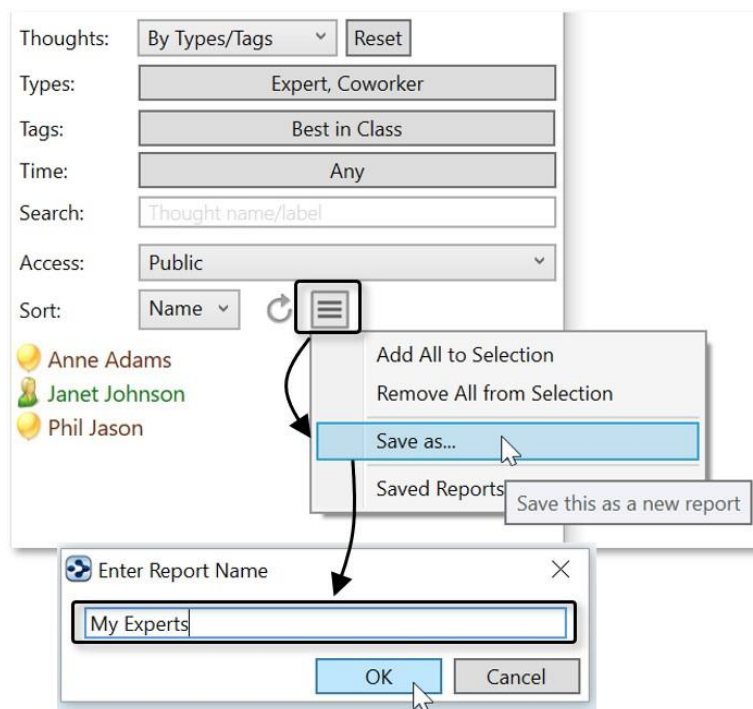 Thoughts: By Types/Tags Reset
Types: Expert, Coworker
Tags: Best in Class
Time: Any
Search: Thought name/label
Access: Public
Sort: Name
Anne Adams
Janet Johnson
Phil Jason
Add All to Selection
Remove All from Selection
Save as...
Saved Reports
Save this as a new report
Enter Report Name
My Experts
OK Cancel